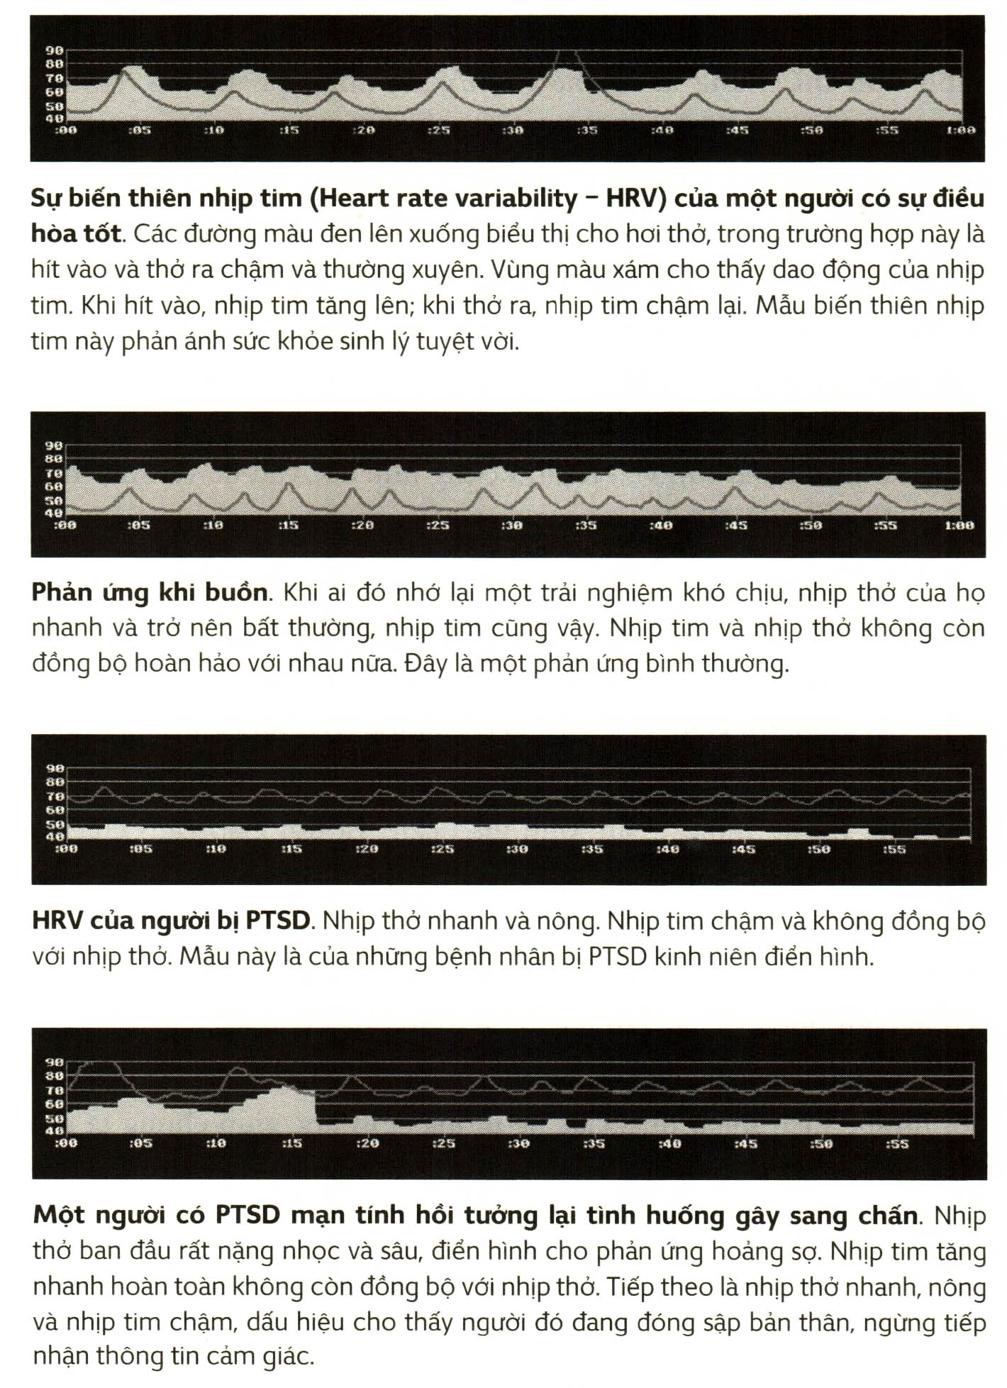 90
80
70
60
50
40
:00 :05 :10 :15 :20 :25 :30 :35 :40 :45 :50 :55 1:00
Sự biến thiên nhịp tim (Heart rate variability – HRV) của một người có sự điều
hòa tốt. Các đường màu đen lên xuống biểu thị cho hơi thở, trong trường hợp này là
hít vào và thở ra chậm và thường xuyên. Vùng màu xám cho thấy dao động của nhịp
tim. Khi hít vào, nhịp tim tăng lên; khi thở ra, nhịp tim chậm lại. Mẫu biến thiên nhịp
tim này phản ánh sức khỏe sinh lý tuyệt vời.
90
80
70
60
50
40
:00 :05 :10 :15 :20 :25 :30 :35 :40 :45 :50 :55 1:00
Phản ứng khi buồn. Khi ai đó nhớ lại một trải nghiệm khó chịu, nhịp thở của họ
nhanh và trở nên bất thường, nhịp tim cũng vậy. Nhịp tim và nhịp thở không còn
đồng bộ hoàn hảo với nhau nữa. Đây là một phản ứng bình thường.
90
80
70
60
50
40
:00 :05 :10 :15 :20 :25 :30 :35 :40 :45 :50 :55
HRV của người bị PTSD. Nhịp thở nhanh và nông. Nhịp tim chậm và không đồng bộ
với nhịp thở. Mẫu này là của những bệnh nhân bị PTSD kinh niên điển hình.
90
80
70
60
50
40
:00 :05 :10 :15 :20 :25 :30 :35 :40 :45 :50 :55
Một người có PTSD mạn tính hồi tưởng lại tình huống gây sang chấn. Nhịp
thở ban đầu rất nặng nhọc và sâu, điển hình cho phản ứng hoảng sợ. Nhịp tim tăng
nhanh hoàn toàn không còn đồng bộ với nhịp thở. Tiếp theo là nhịp thở nhanh, nông
và nhịp tim chậm, dấu hiệu cho thấy người đó đang đóng sập bản thân, ngừng tiếp
nhận thông tin cảm giác.